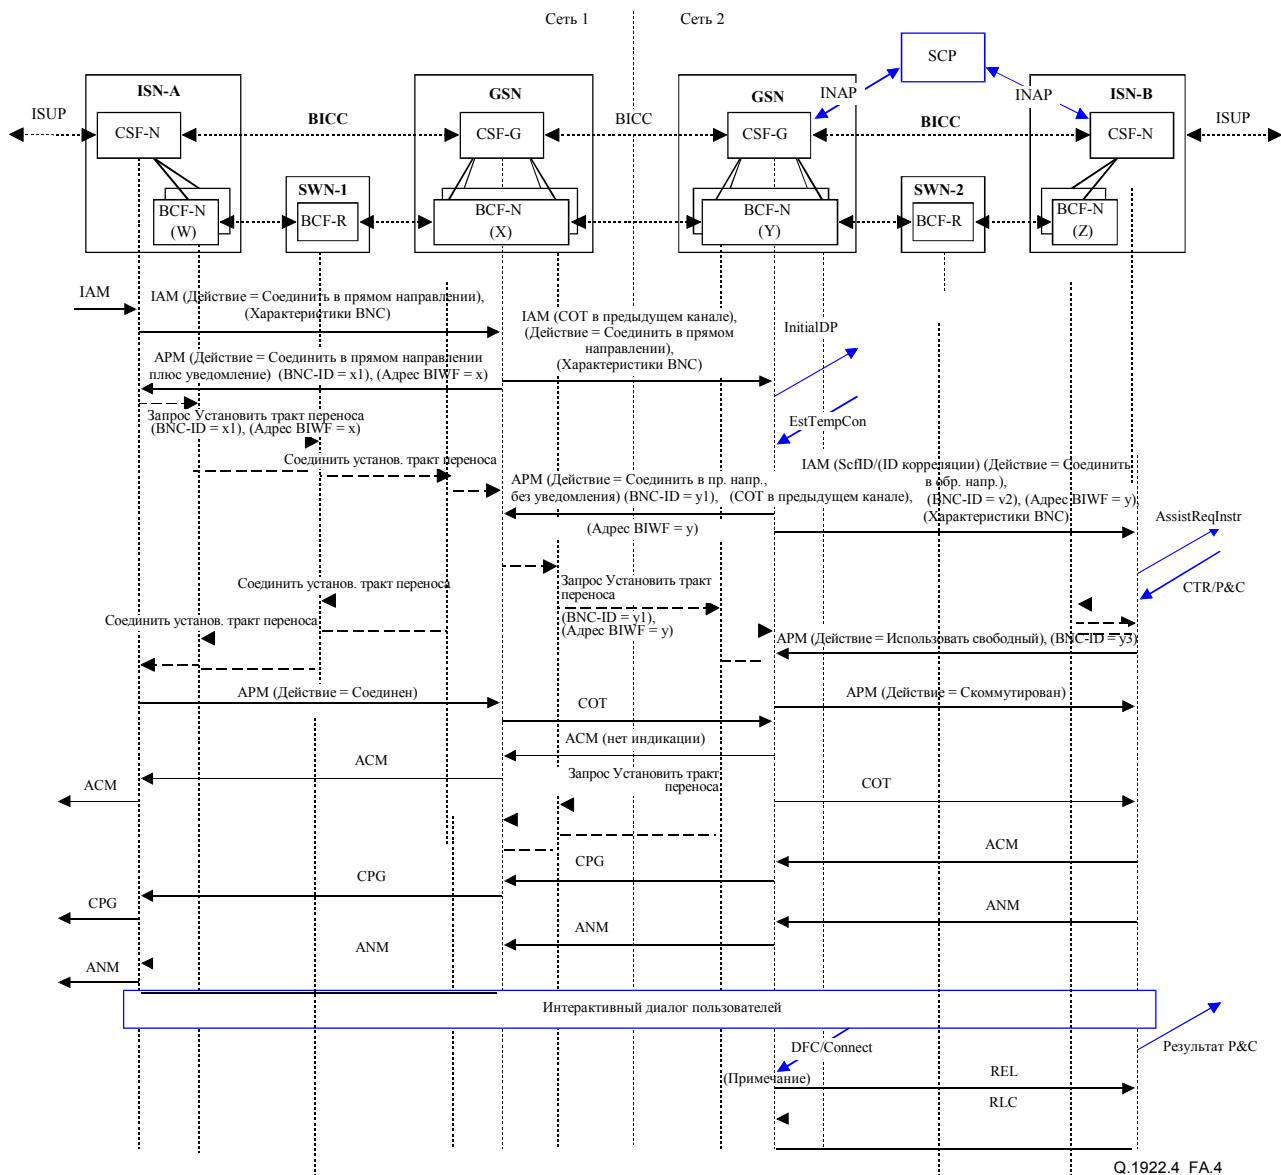 Сеть 1
Сеть 2
SCP
INAP
INAP
ISUP
ISN-A
CSF-N
BICC
GSN
CSF-G
BICC
GSN
CSF-G
BICC
ISN-B
CSF-N
ISUP
BCF-N
(W)
SWN-1
BCF-R
BCF-N
(X)
BCF-N
(Y)
SWN-2
BCF-R
BCF-N
(Z)
IAM
IAM (Действие = Соединить в прямом направлении),
(Характеристики BNC)
IAM (COT в предыдущем канале),
(Действие = Соединить в прямом
направлении),
(Характеристики BNC)
InitialDP
APM (Действие = Соединить в прямом направлении
плюс уведомление) (BNC-ID = x1), (Адрес BIWF = x)
Запрос Установить тракт переноса
(BNC-ID = x1), (Адрес BIWF = x)
EstTempCon
Соединить установ. тракт переноса
APM (Действие = Соединить в пр. напр.,
без уведомления) (BNC-ID = y1), (COT в предыдущем канале),
(Адрес BIWF = y)
IAM (ScfID/(ID корреляции) (Действие = Соединить
в обр. напр.),
(BNC-ID = v2), (Адрес BIWF = y),
(Характеристики BNC)
AssistReqInstr
Соединить установ. тракт переноса
Запрос Установить тракт
переноса
(BNC-ID = y1),
(Адрес BIWF = y)
CTR/P&C
Соединить установ. тракт переноса
APM (Действие = Использовать свободный), (BNC-ID = y3)
APM (Действие = Соединен)
COT
APM (Действие = Скоммутирован)
ACM (нет индикации)
ACM
ACM
Запрос Установить тракт
переноса
COT
ACM
CPG
CPG
CPG
ANM
ANM
ANM
ANM
Интерактивный диалог пользователей
DFC/Connect
Результат P&C
(Примечание)
REL
RLC
Q.1922.4_FA.4